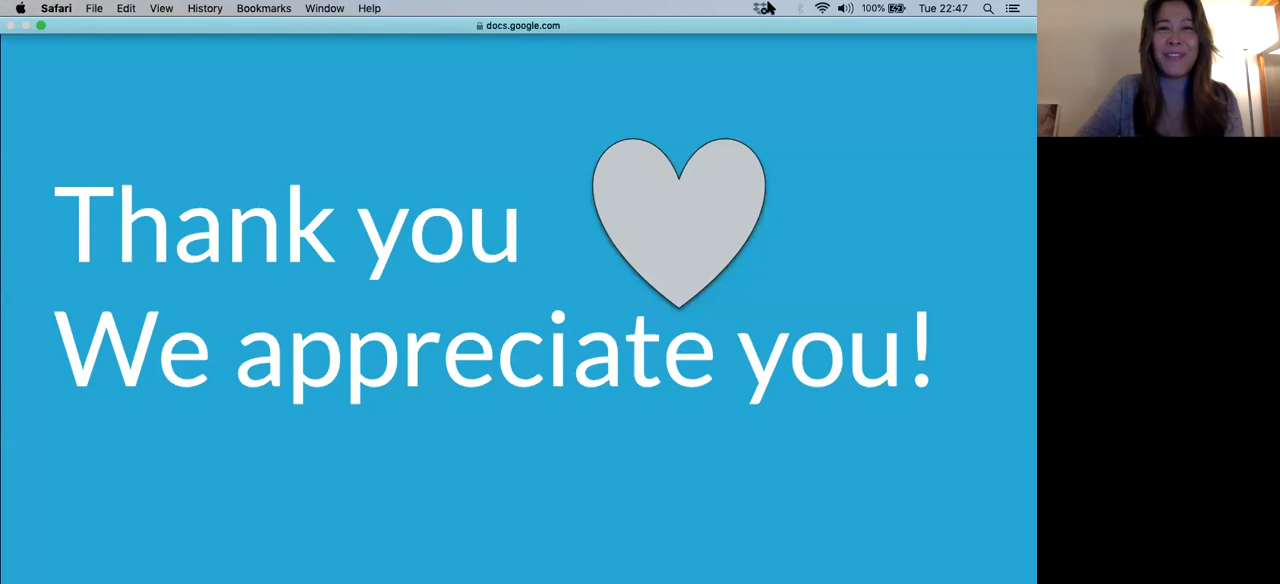 Safari File Edit View History Bookmarks Window Help 100% Tue 22:47
docs.google.com
Thank you
We appreciate you!